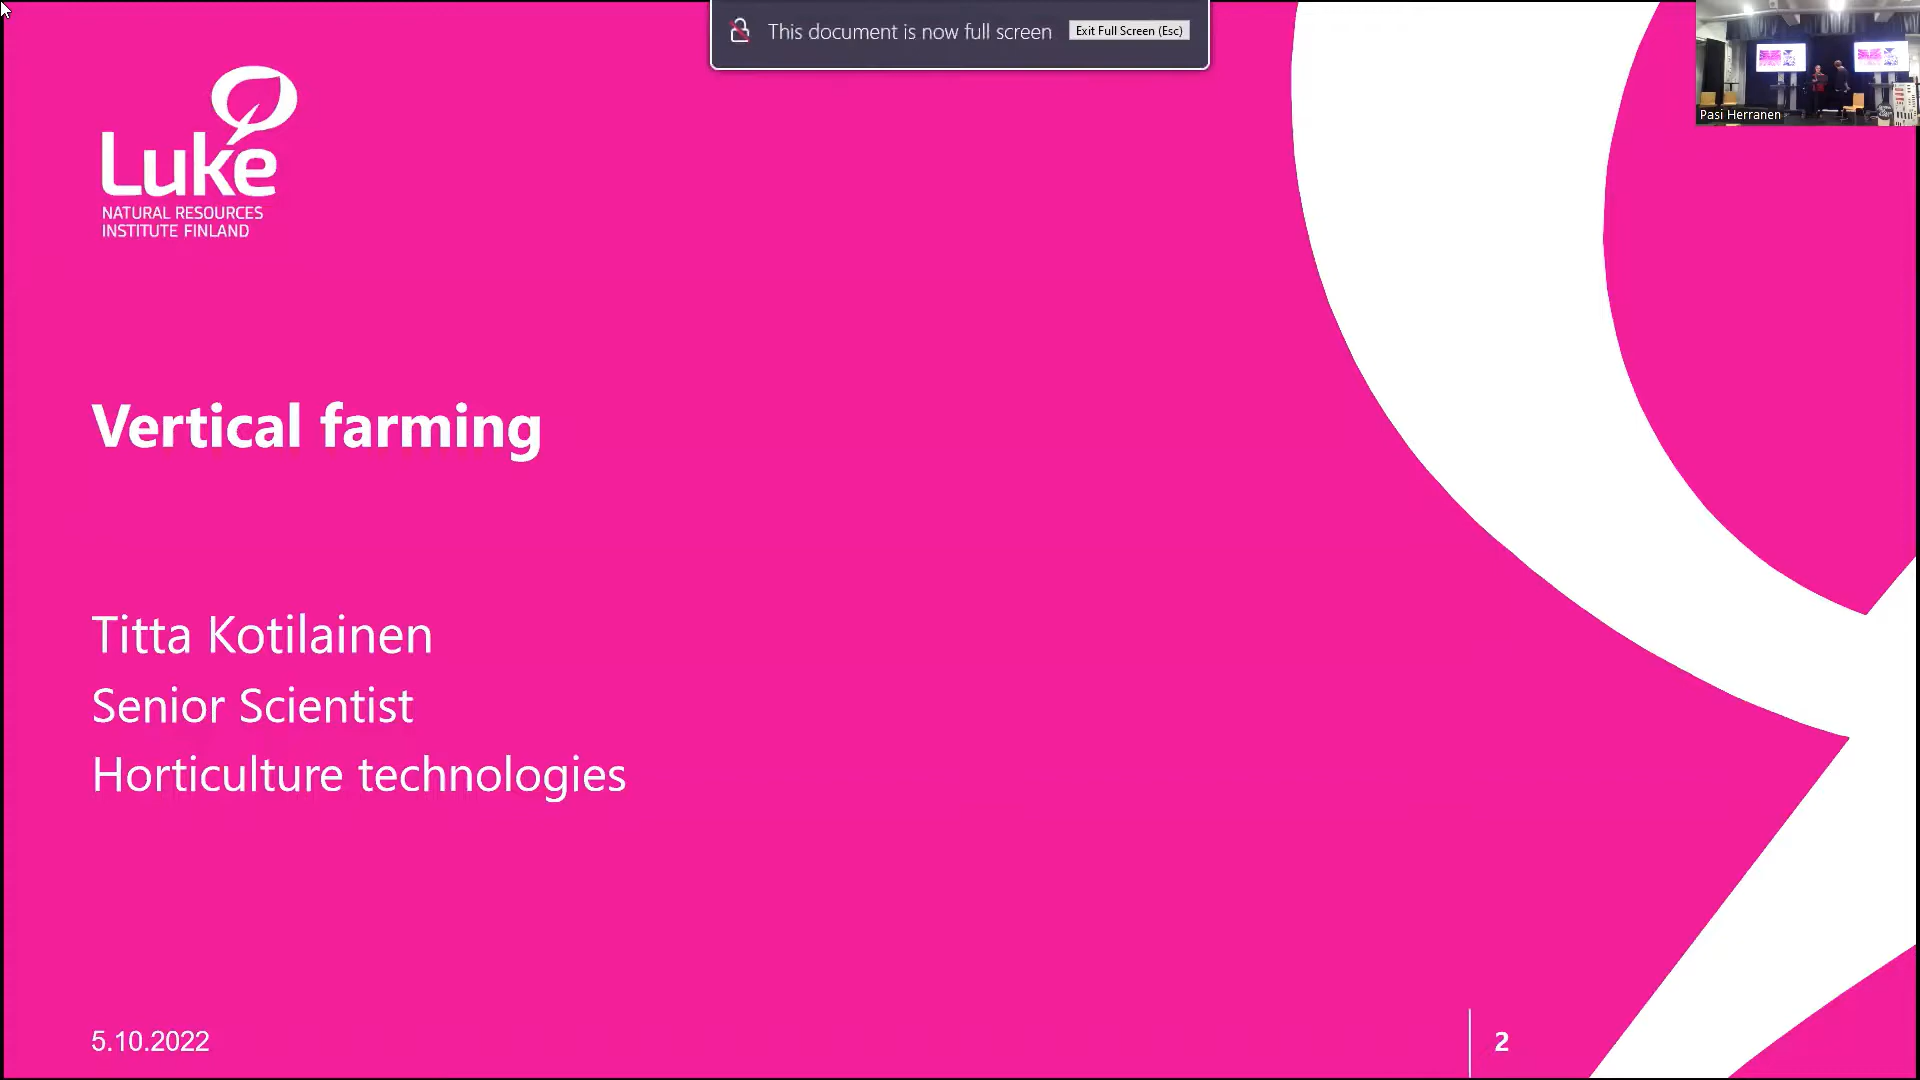 This document is now full screen
Exit Full Screen (Esc)
Pasi Herranen
Luke
NATURAL RESOURCES
INSTITUTE FINLAND
Vertical farming
Titta Kotilainen
Senior Scientist
Horticulture technologies
5.10.2022
2